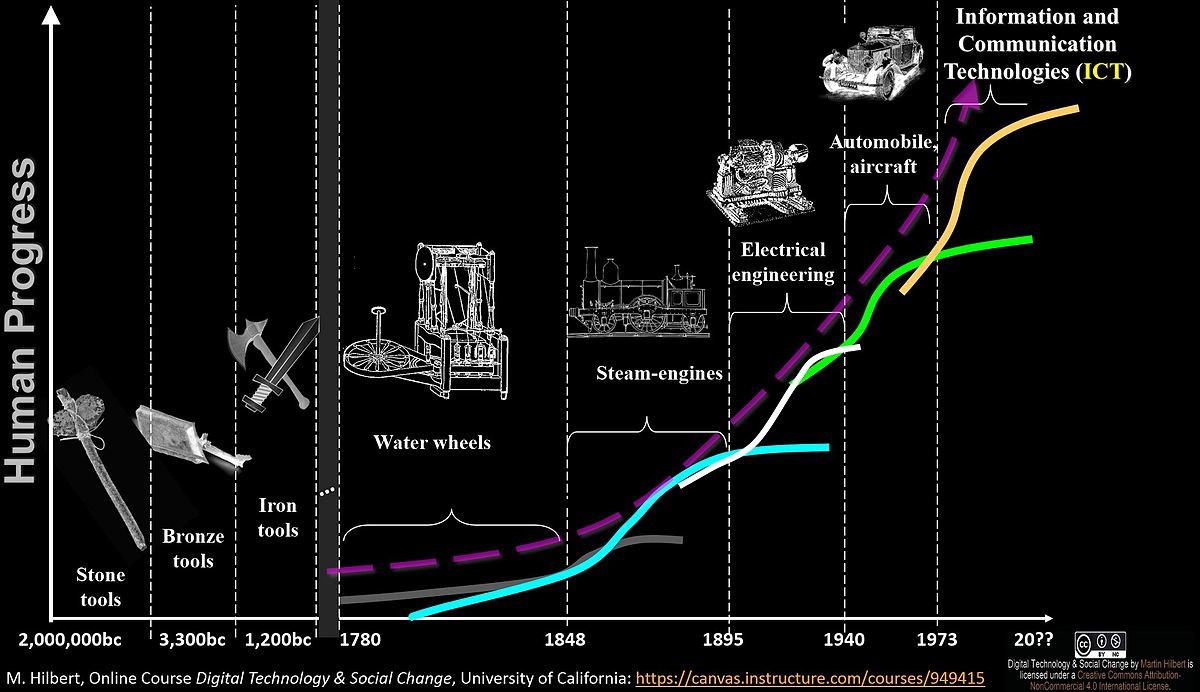 Information and
Communication
Technologies (ICT)
Automobile,
aircraft
Electrical
engineering
Steam-engines
Water wheels
Iron
tools
Bronze
tools
Stone
tools
Human Progress
...
2,000,000bc 3,300bc 1,200bc 1780 1848 1895 1940 1973 20??
M. Hilbert, Online Course Digital Technology & Social Change, University of California: https://canvas.instructure.com/courses/949415
cc BY NC
Digital Technology & Social Change by Martin Hilbert is
licensed under a Creative Commons Attribution-
NonCommercial 4.0 International License.